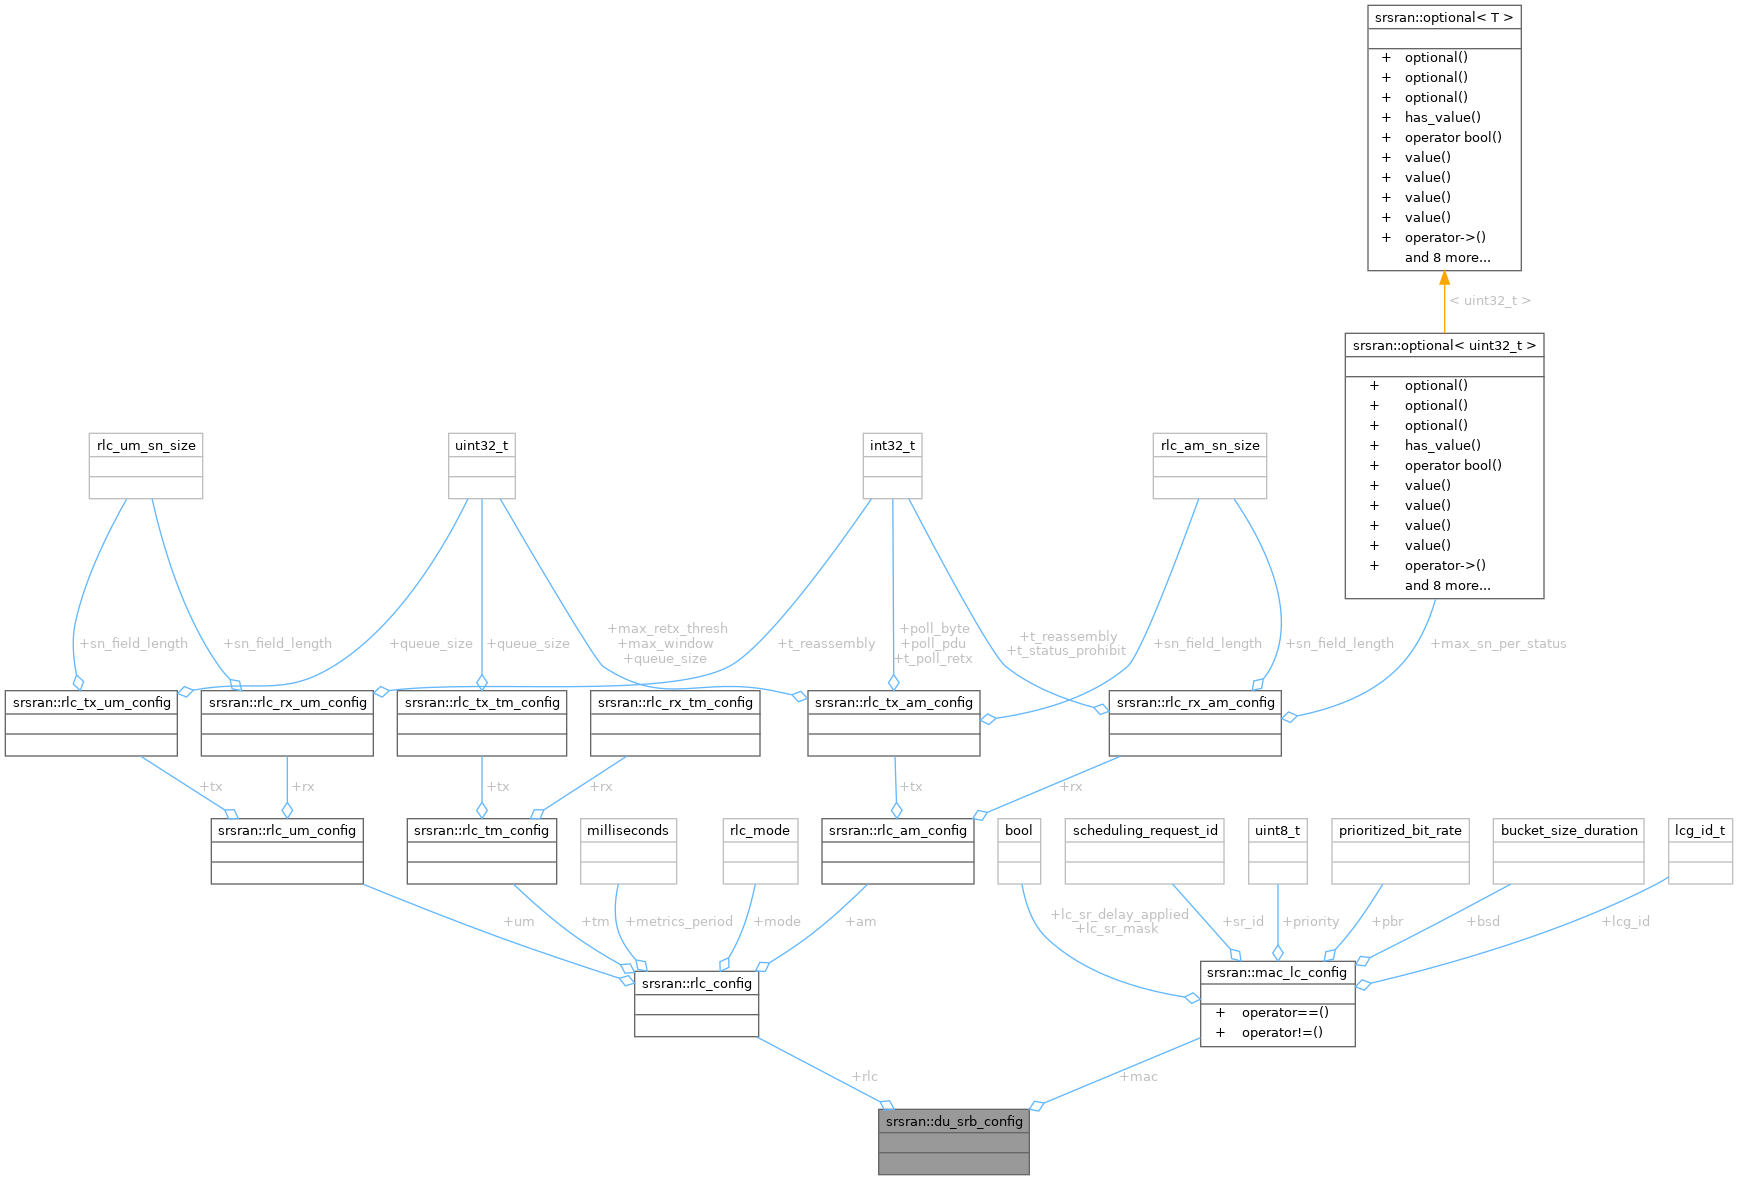 srsran::optional< T >
+ optional()
+ optional()
+ optional()
+ has_value()
+ operator bool()
+ value()
+ value()
+ value()
+ value()
+ operator->()
and 8 more...
< uint32_t >
srsran::optional< uint32_t >
+ optional()
+ optional()
+ optional()
+ has_value()
+ operator bool()
+ value()
+ value()
+ value()
+ value()
+ operator->()
and 8 more...
rlc_um_sn_size
uint32_t
int32_t
rlc_am_sn_size
+sn_field_length
+sn_field_length
+queue_size
+queue_size
+max_retx_thresh
+max_window
+queue_size
+t_reassembly
+poll_byte
+poll_pdu
+t_poll_retx
+t_reassembly
+t_status_prohibit
+sn_field_length
+sn_field_length
+max_sn_per_status
srsran::rlc_tx_um_config
srsran::rlc_rx_um_config
srsran::rlc_tx_tm_config
srsran::rlc_rx_tm_config
srsran::rlc_tx_am_config
srsran::rlc_rx_am_config
+tx
+rx
+tx
+rx
+tx
+rx
srsran::rlc_um_config
srsran::rlc_tm_config
milliseconds
rlc_mode
srsran::rlc_am_config
bool
scheduling_request_id
uint8_t
prioritized_bit_rate
bucket_size_duration
lcg_id_t
+um
+tm
+metrics_period
+mode
+am
+lc_sr_delay_applied
+lc_sr_mask
+sr_id
+priority
+pbr
+bsd
+lcg_id
srsran::rlc_config
srsran::mac_lc_config
+ operator==()
+ operator!=()
+rlc
+mac
srsran::du_srb_config